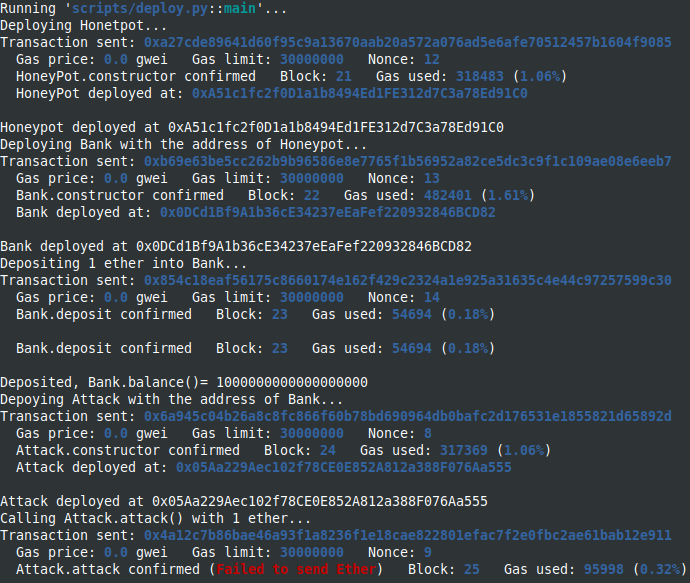 Running 'scripts/deploy.py::main'...
Deploying Honetpot...
Transaction sent: 0xa27cde89641d60f95c9a13670aab20a572a076ad5e6afe70512457b1604f9085
Gas price: 0.0 gwei Gas limit: 30000000 Nonce: 12
HoneyPot.constructor confirmed Block: 21 Gas used: 318483 (1.06%)
HoneyPot deployed at: 0xA51c1fc2f0D1a1b8494Ed1FE312d7C3a78Ed91C0
Honeypot deployed at 0xA51c1fc2f0D1a1b8494Ed1FE312d7C3a78Ed91C0
Deploying Bank with the address of Honeypot...
Transaction sent: 0xb69e63be5cc262b9b96586e8e7765f1b56952a82ce5dc3c9f1c109ae08e6eeb7
Gas price: 0.0 gwei Gas limit: 30000000 Nonce: 13
Bank.constructor confirmed Block: 22 Gas used: 482401 (1.61%)
Bank deployed at: 0x0DCd1Bf9A1b36cE34237eEaFef220932846BCD82
Bank deployed at 0x0DCd1Bf9A1b36cE34237eEaFef220932846BCD82
Depositing 1 ether into Bank...
Transaction sent: 0x854c18eaf56175c8660174e162f429c2324a1e925a31635c4e44c97257599c30
Gas price: 0.0 gwei Gas limit: 30000000 Nonce: 14
Bank.deposit confirmed Block: 23 Gas used: 54694 (0.18%)
Bank.deposit confirmed Block: 23 Gas used: 54694 (0.18%)
Deposited, Bank.balance()= 1000000000000000000
Depoying Attack with the address of Bank...
Transaction sent: 0x6a945c04b26a8c8fc866f60b78bd690964db0bafc2d176531e1855821d65892d
Gas price: 0.0 gwei Gas limit: 30000000 Nonce: 8
Attack.constructor confirmed Block: 24 Gas used: 317369 (1.06%)
Attack deployed at: 0x05Aa229Aec102f78CE0E852A812a388F076Aa555
Attack deployed at 0x05Aa229Aec102f78CE0E852A812a388F076Aa555
Calling Attack.attack() with 1 ether...
Transaction sent: 0x4a12c7b86bae46a93f1a8236f1e18cae822801efac7f2e0fbc2ae61bab12e911
Gas price: 0.0 gwei Gas limit: 30000000 Nonce: 9
Attack.attack confirmed (Failed to send Ether) Block: 25 Gas used: 95998 (0.32%)